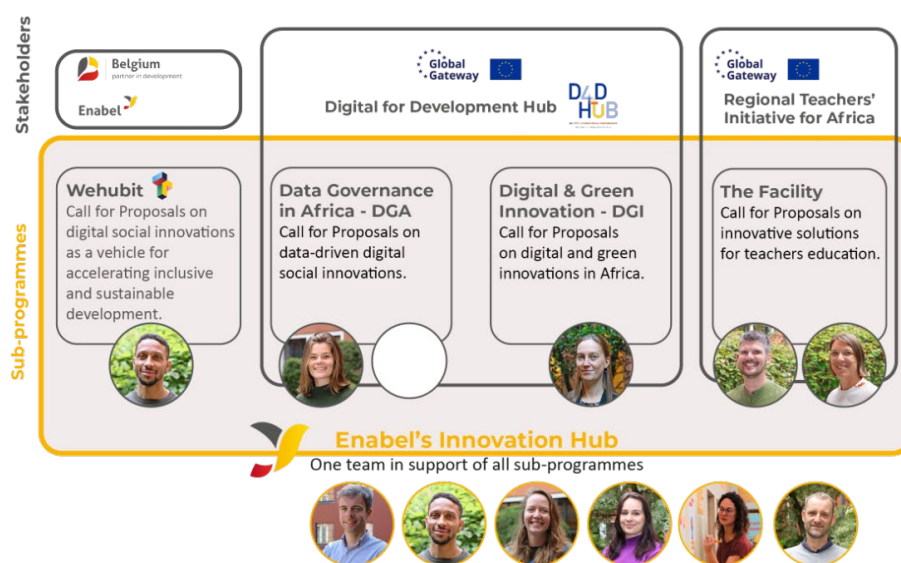 Stakeholders
Belgium
partner in development
Enabel
Global
Gateway
Digital for Development Hub
D4D
HUB
Global
Gateway
Regional Teachers'
Initiative for Africa
Sub-programmes
Wehubit
Call for Proposals on
digital social innovations
as a vehicle for
accelerating inclusive
and sustainable
development.
Data Governance
in Africa - DGA
Call for Proposals on
data-driven digital
social innovations.
Digital & Green
Innovation - DGI
Call for Proposals
on digital and green
innovations in Africa.
The Facility
Call for Proposals on
innovative solutions
for teachers education.
Enabel's Innovation Hub
One team in support of all sub-programmes